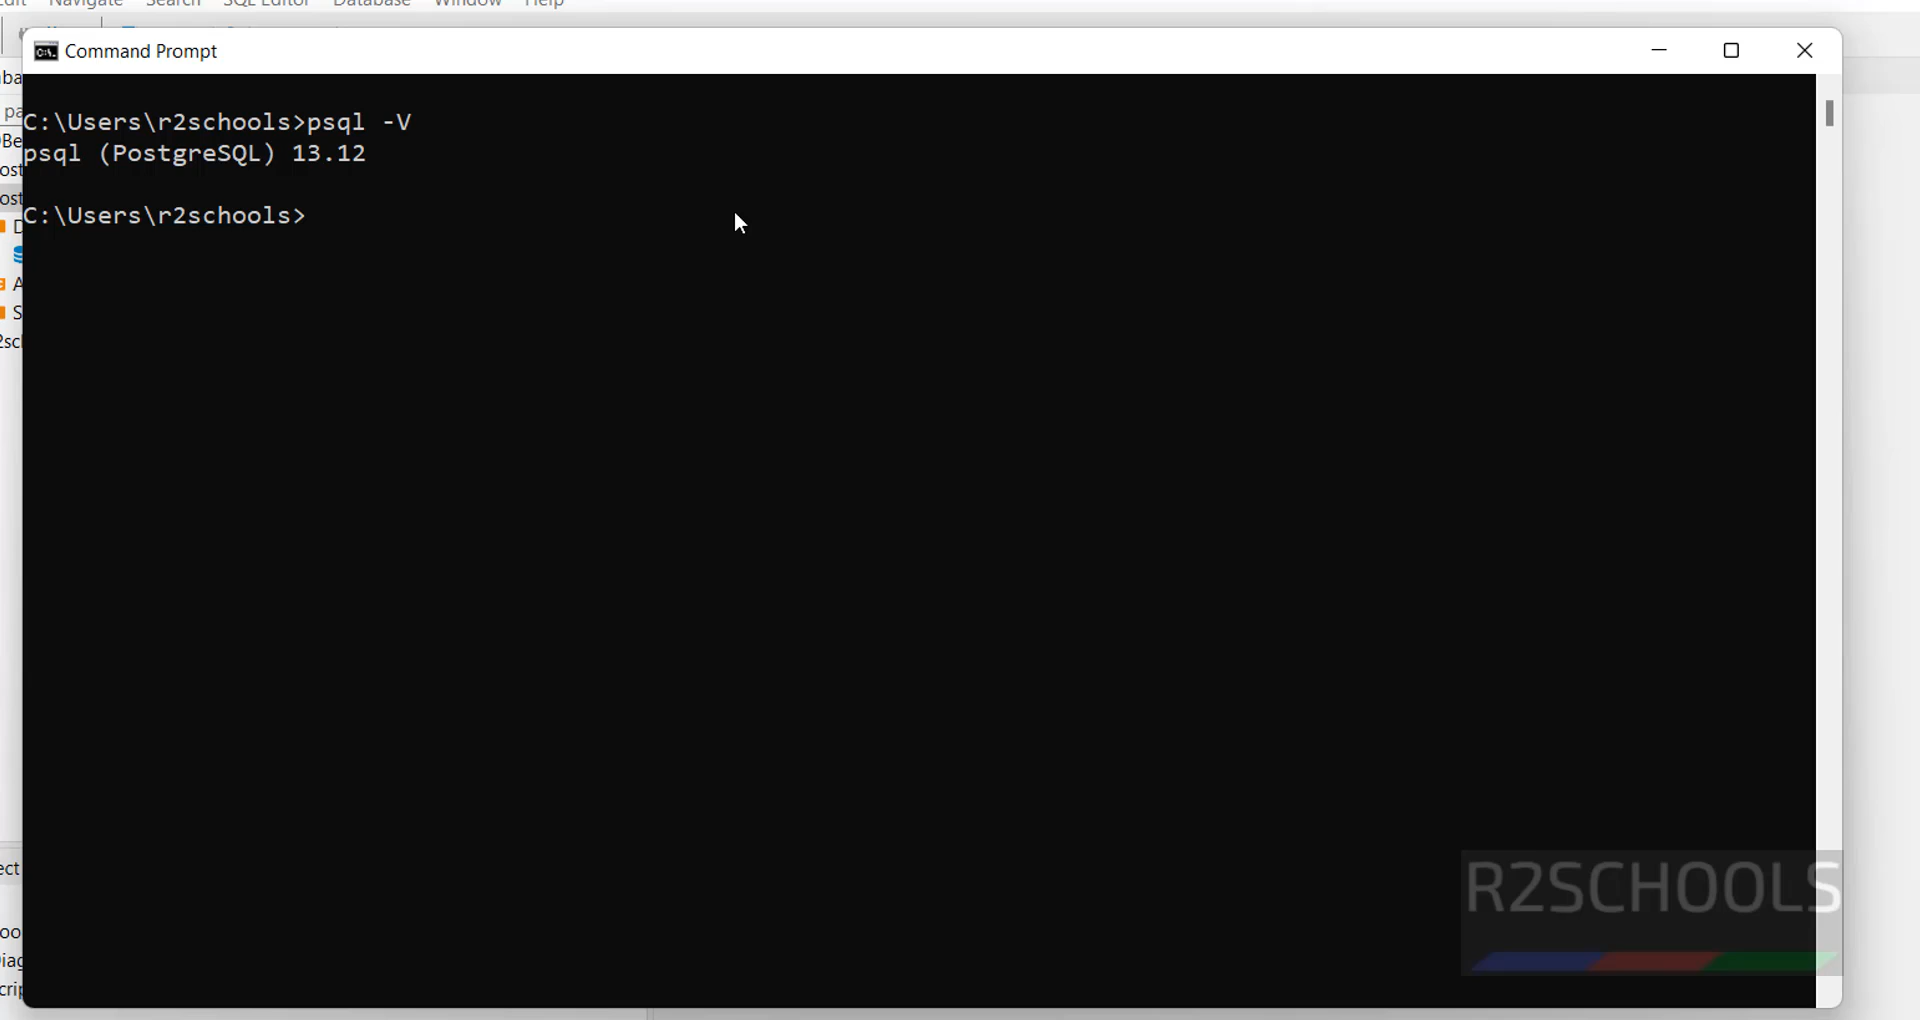 Navigate Search SQL Editor Database Window Help
Command Prompt
C:\Users\r2schools>psql -V
psql (PostgreSQL) 13.12
C:\Users\r2schools>
R2SCHOOLS